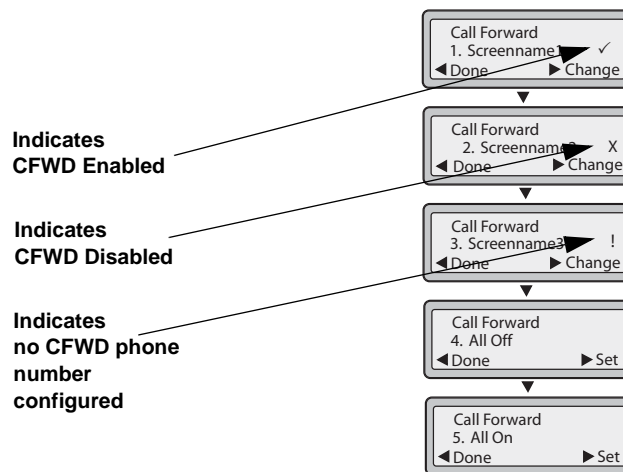 Call Forward
1. Screenname1 ✓
◀ Done ▶ Change
▼
Indicates
CFWD Enabled
Call Forward
2. Screenname2 X
◀ Done ▶ Change
▼
Indicates
CFWD Disabled
Call Forward
3. Screenname3 !
◀ Done ▶ Change
▼
Indicates
no CFWD phone
number
configured
Call Forward
4. All Off
◀ Done ▶ Set
▼
Call Forward
5. All On
◀ Done ▶ Set